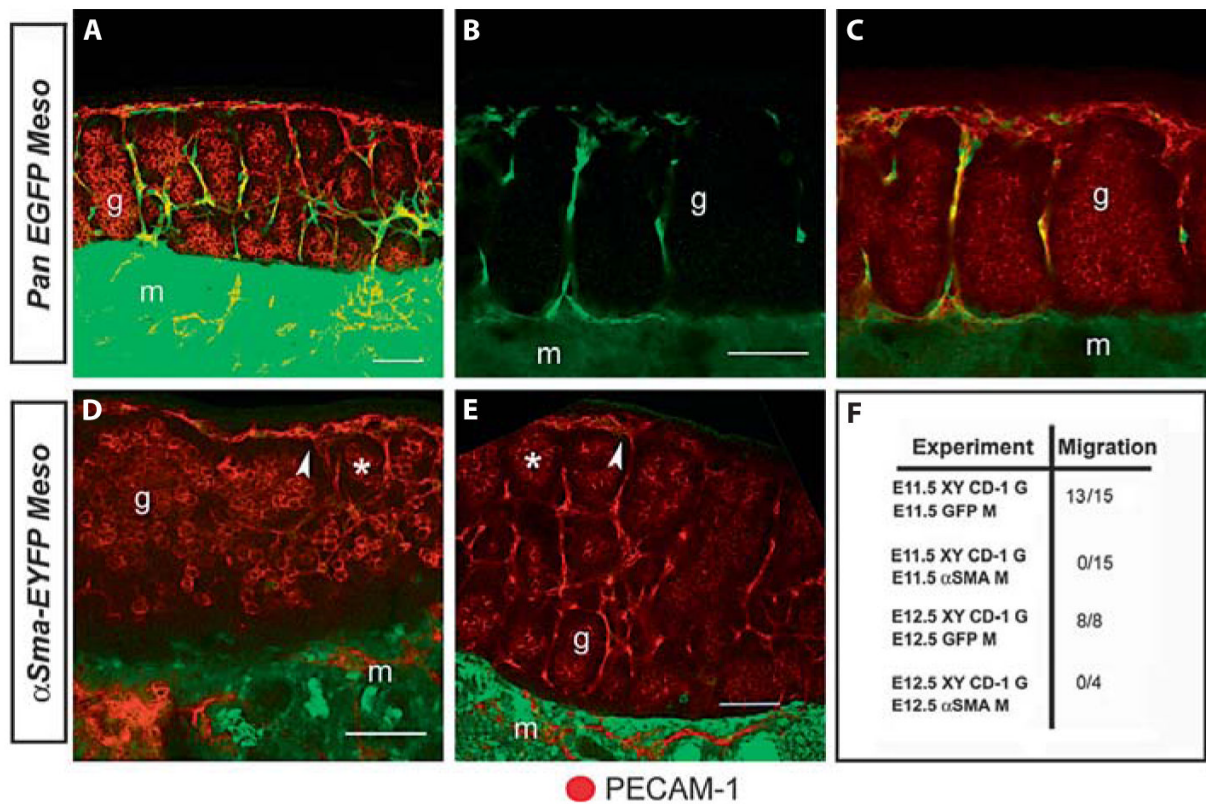 Pan EGFP Meso
A
g
m
B
g
m
C
g
m
αSma-EYFP Meso
D
g
*
m
E
*
g
m
F
Experiment Migration
E11.5 XY CD-1 G
E11.5 GFP M 13/15
E11.5 XY CD-1 G
E11.5 αSMA M 0/15
E12.5 XY CD-1 G
E12.5 GFP M 8/8
E12.5 XY CD-1 G
E12.5 αSMA M 0/4
PECAM-1